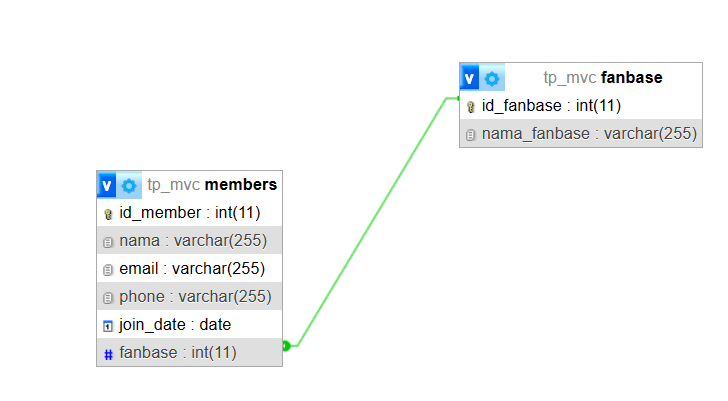 v tp_mvc fanbase
id_fanbase : int(11)
nama_fanbase : varchar(255)
v tp_mvc members
id_member : int(11)
nama : varchar(255)
email : varchar(255)
phone : varchar(255)
1 join_date : date
# fanbase : int(11)